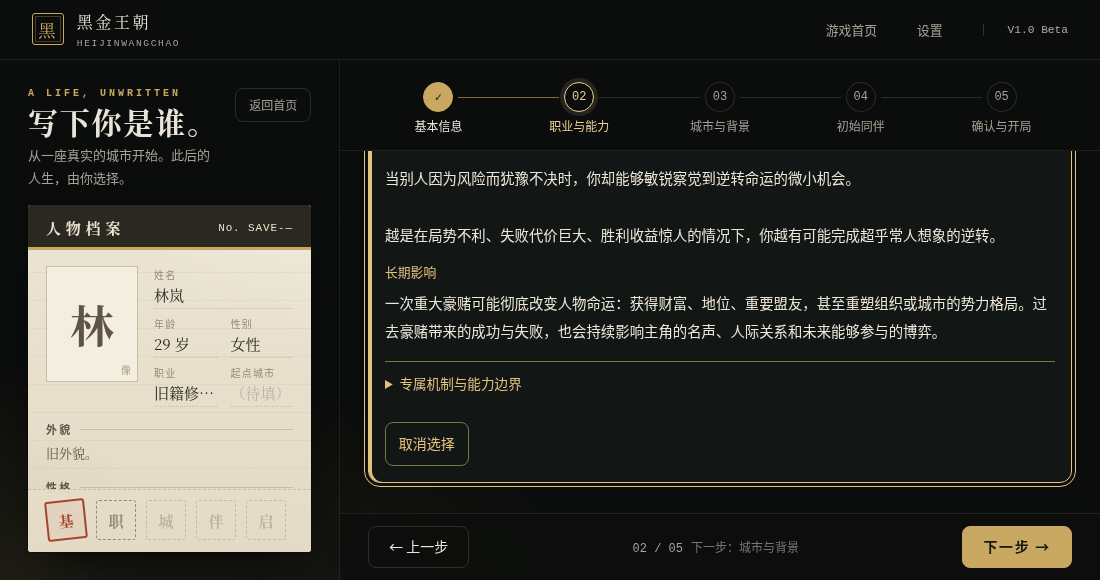 黑
黑金王朝
HEIJINWANGCHAO
游戏首页
设置
V1.0 Beta
A LIFE, UNWRITTEN
写下你是谁。
返回首页
从一座真实的城市开始。此后的
人生，由你选择。
人物档案
No. SAVE-—
林
像
姓名
林岚
年龄
性别
29 岁
女性
职业
起点城市
旧籍修…
（待填）
外貌
旧外貌。
性格
基
职
城
伴
启
✓
02
03
04
05
基本信息
职业与能力
城市与背景
初始同伴
确认与开局
当别人因为风险而犹豫不决时，你却能够敏锐察觉到逆转命运的微小机会。
越是在局势不利、失败代价巨大、胜利收益惊人的情况下，你越有可能完成超乎常人想象的逆转。
长期影响
一次重大豪赌可能彻底改变人物命运：获得财富、地位、重要盟友，甚至重塑组织或城市的势力格局。过
去豪赌带来的成功与失败，也会持续影响主角的名声、人际关系和未来能够参与的博弈。
▶ 专属机制与能力边界
取消选择
← 上一步
02 / 05 下一步：城市与背景
下一步 →